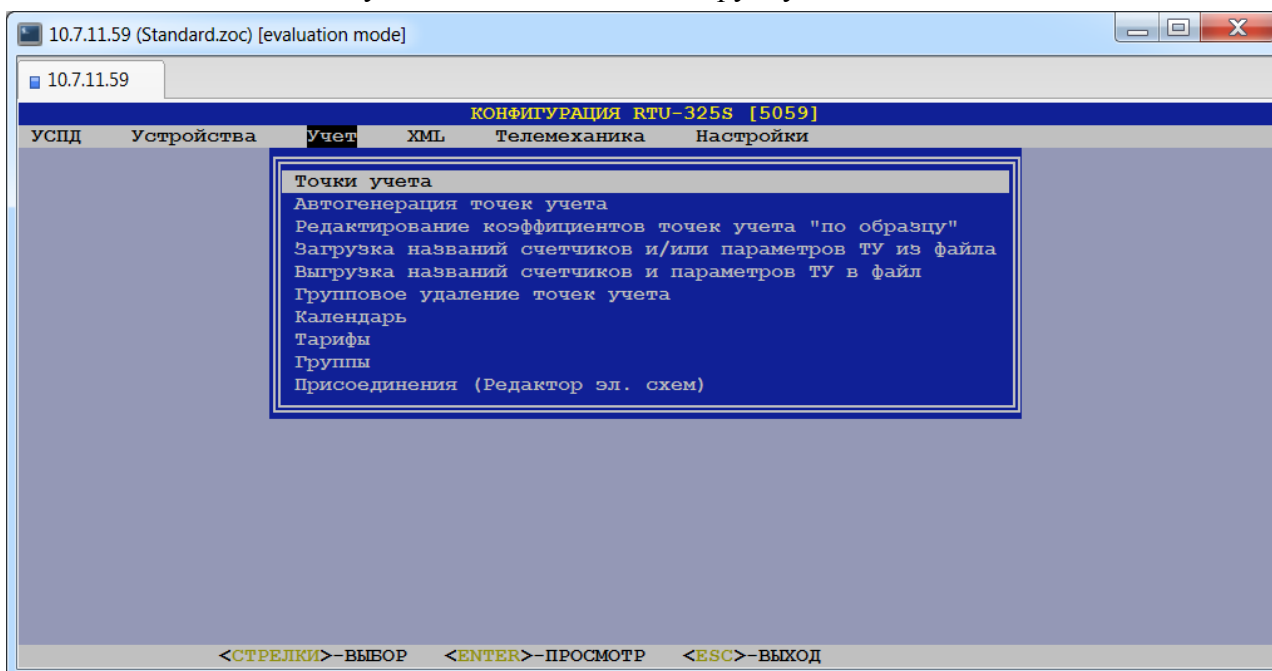 10.7.11.59 (Standard.zoc) [evaluation mode]
10.7.11.59
КОНФИГУРАЦИЯ RTU-325S [5059]
УСПД Устройства Учет XML Телемеханика Настройки
Точки учета
Автогенерация точек учета
Редактирование коэффициентов точек учета "по образцу"
Загрузка названий счетчиков и/или параметров ТУ из файла
Выгрузка названий счетчиков и параметров ТУ в файл
Групповое удаление точек учета
Календарь
Тарифы
Группы
Присоединения (Редактор эл. схем)
<СТРЕЛКИ>-ВЫБОР <ENTER>-ПРОСМОТР <ESC>-ВЫХОД